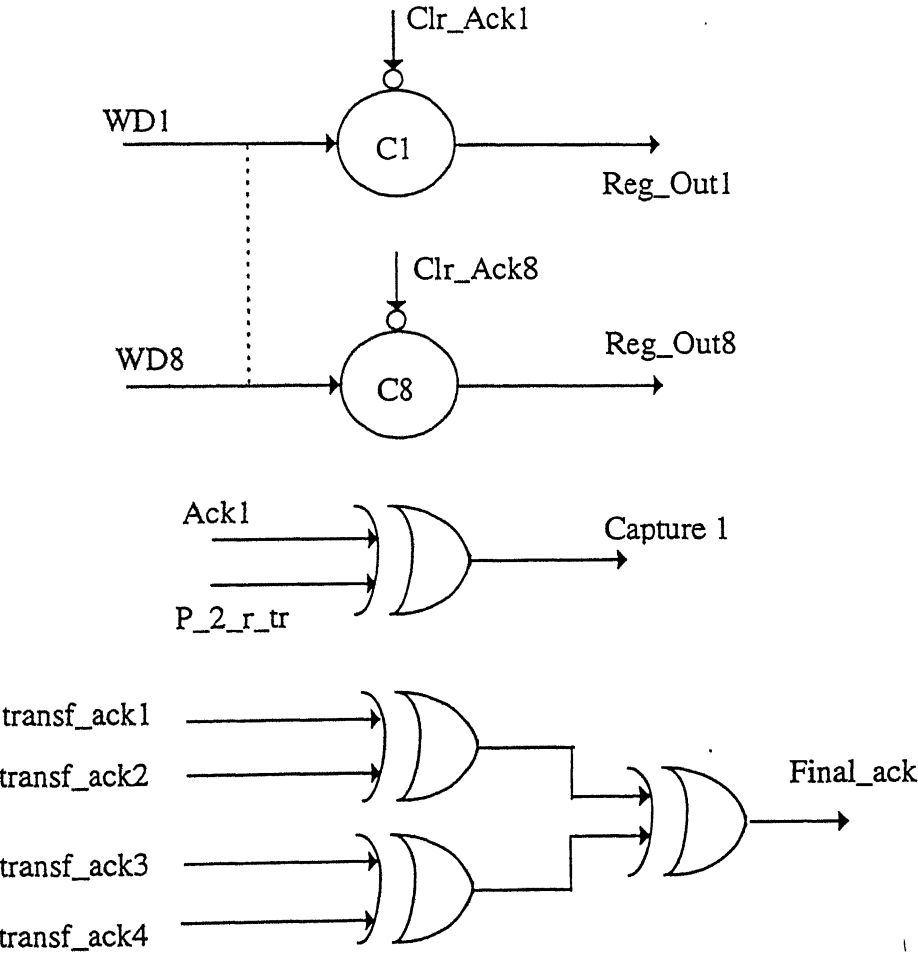 Clr_Ack1
WD1
C1
Reg_Out1
Clr_Ack8
WD8
C8
Reg_Out8
Ack1
Capture 1
P_2_r_tr
transf_ack1
transf_ack2
Final_ack
transf_ack3
transf_ack4